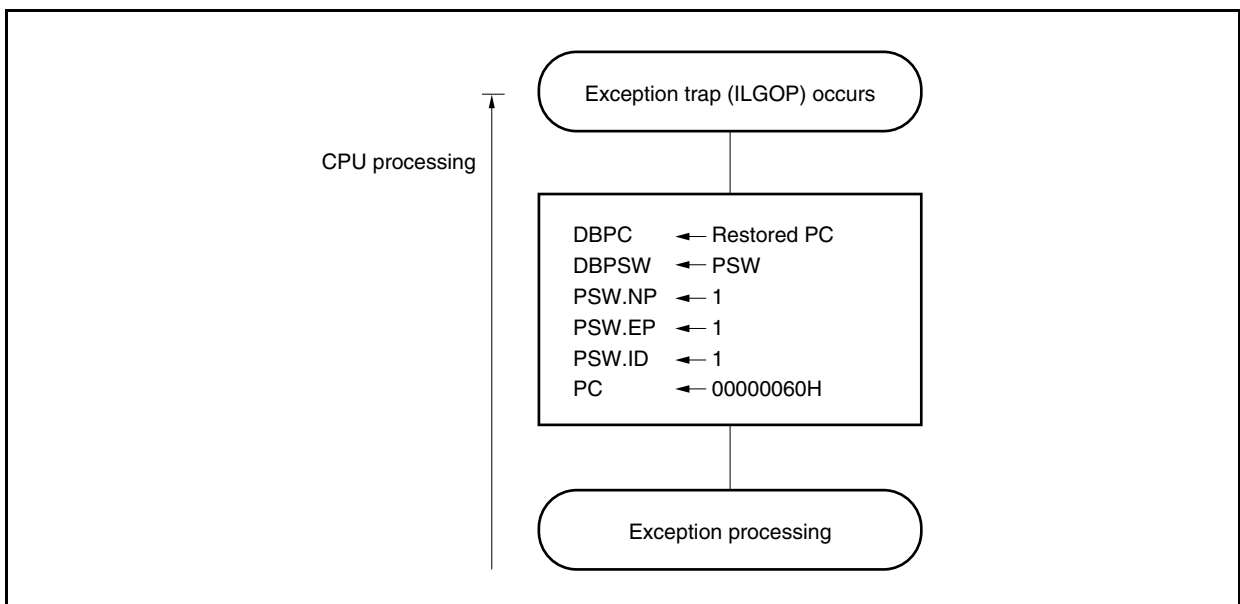 Exception trap (ILGOP) occurs
CPU processing
DBPC ← Restored PC
DBPSW ← PSW
PSW.NP ← 1
PSW.EP ← 1
PSW.ID ← 1
PC ← 00000060H
Exception processing